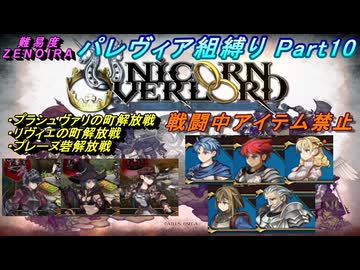 難易度
ZENOIRA
パレヴィア組縛り Part10
UNICORN
OVERLORD
・プラシュヴァリの町解放戦
・リヴィエの町解放戦
・ブレーヌ砦解放戦
戦闘中アイテム禁止